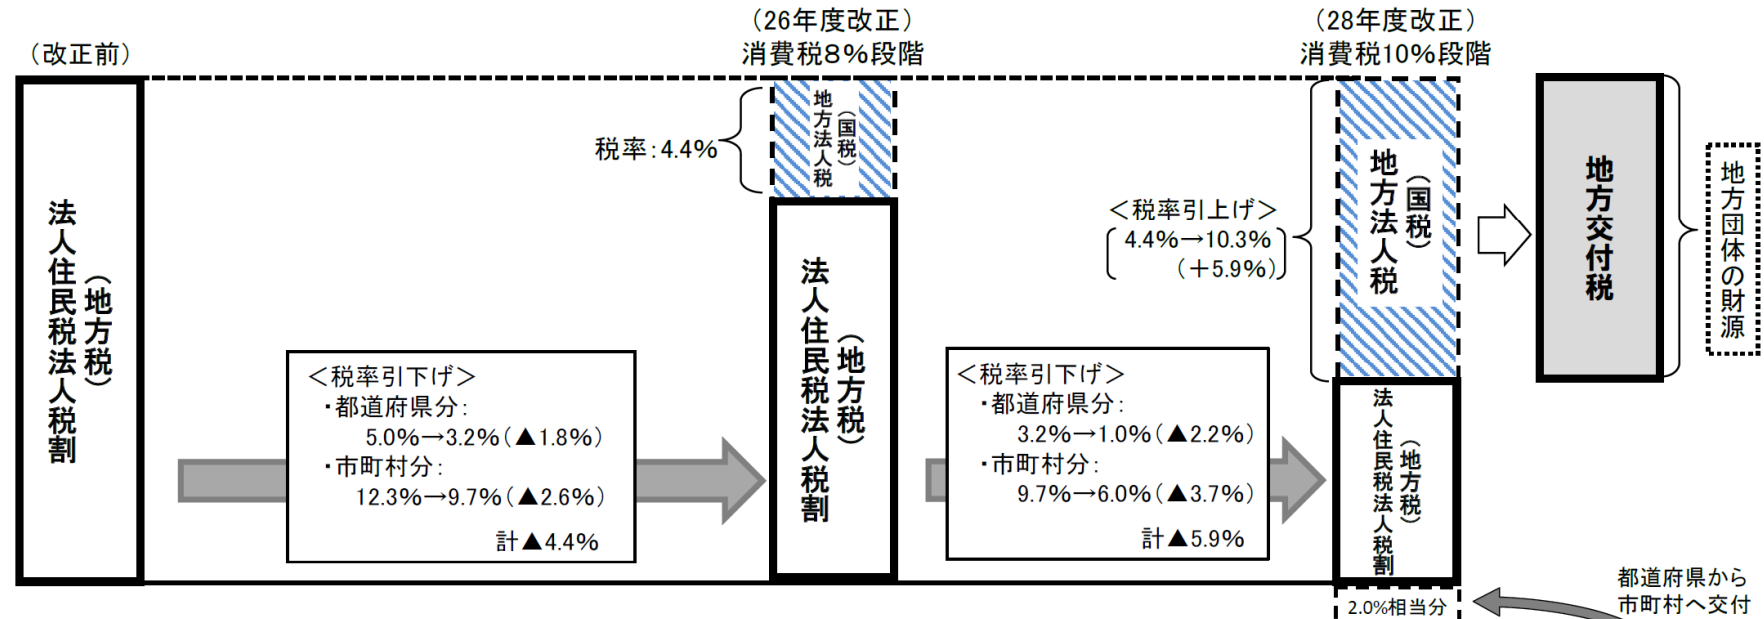 （改正前）
法人住民税法人税割
（地方税）
（26年度改正）
消費税8％段階
地方法人税
（国税）
税率：4.4％
法人住民税法人税割
（地方税）
＜税率引下げ＞
・都道府県分：
5.0％→3.2％（▲1.8％）
・市町村分：
12.3％→9.7％（▲2.6％）
計▲4.4％
（28年度改正）
消費税10％段階
地方法人税
（国税）
＜税率引上げ＞
4.4％→10.3％
（＋5.9％）
＜税率引下げ＞
・都道府県分：
3.2％→1.0％（▲2.2％）
・市町村分：
9.7％→6.0％（▲3.7％）
計▲5.9％
法人住民税法人税割
（地方税）
2.0％相当分
地方交付税
地方団体の財源
都道府県から
市町村へ交付